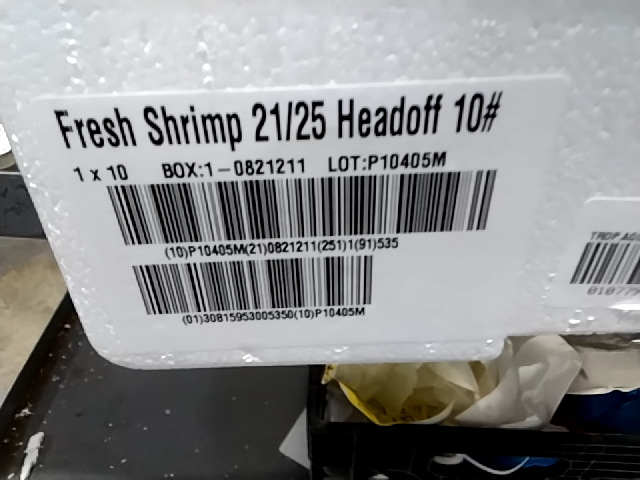 Fresh Shrimp 21/25 Headoff 10#
1 x 10 BOX:1-0821211 LOT:P10405M
(10)P10405M(21)0821211(251)1(91)535
(01)30815953005350(10)P10405M